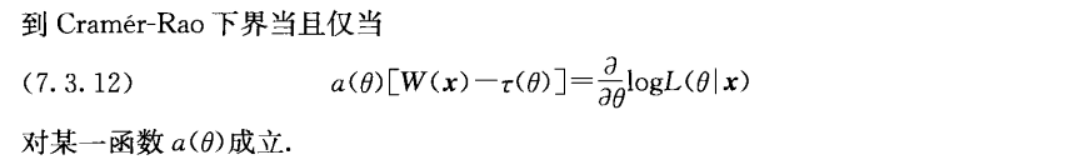 到 Cramér-Rao 下界当且仅当
(7.3.12) a(θ)[W(x)−τ(θ)]=∂/∂θ logL(θ|x)
对某一函数 a(θ)成立.